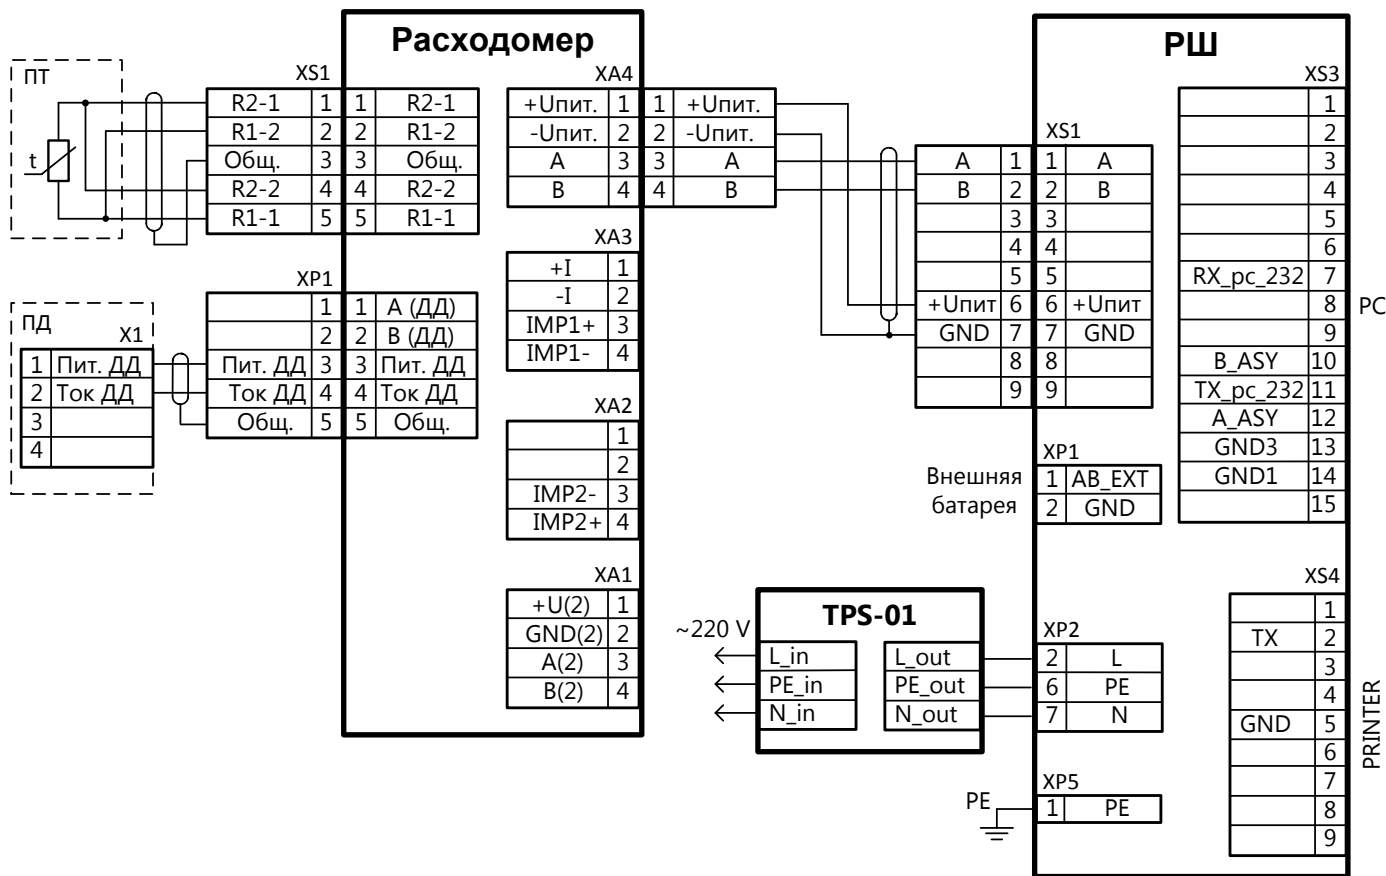 Расходомер
ПТ
t
XS1
R2-1 1 1 R2-1
R1-2 2 2 R1-2
Общ. 3 3 Общ.
R2-2 4 4 R2-2
R1-1 5 5 R1-1
ПД
X1
1 Пит. ДД
2 Ток ДД
3
4
XP1
1 1 A (ДД)
2 2 B (ДД)
Пит. ДД 3 3 Пит. ДД
Ток ДД 4 4 Ток ДД
Общ. 5 5 Общ.
XA4
+Uпит. 1 1 +Uпит.
-Uпит. 2 2 -Uпит.
A 3 3 A
B 4 4 B
XA3
+I 1
-I 2
IMP1+ 3
IMP1- 4
XA2
1
2
IMP2- 3
IMP2+ 4
XA1
+U(2) 1
GND(2) 2
A(2) 3
B(2) 4
РШ
XS1
A 1 1 A
B 2 2 B
3 3
4 4
5 5
+Uпит 6 6 +Uпит
GND 7 7 GND
8 8
9 9
Внешняя
батарея
XP1
1 AB_EXT
2 GND
~220 V
TPS-01
L_in L_out
PE_in PE_out
N_in N_out
XP2
2 L
6 PE
7 N
PE
XP5
1 PE
XS3
1
2
3
4
5
6
RX_pc_232 7
8
9
B_ASY 10
TX_pc_232 11
A_ASY 12
GND3 13
GND1 14
15
PC
XS4
1
TX 2
3
4
GND 5
6
7
8
9
PRINTER